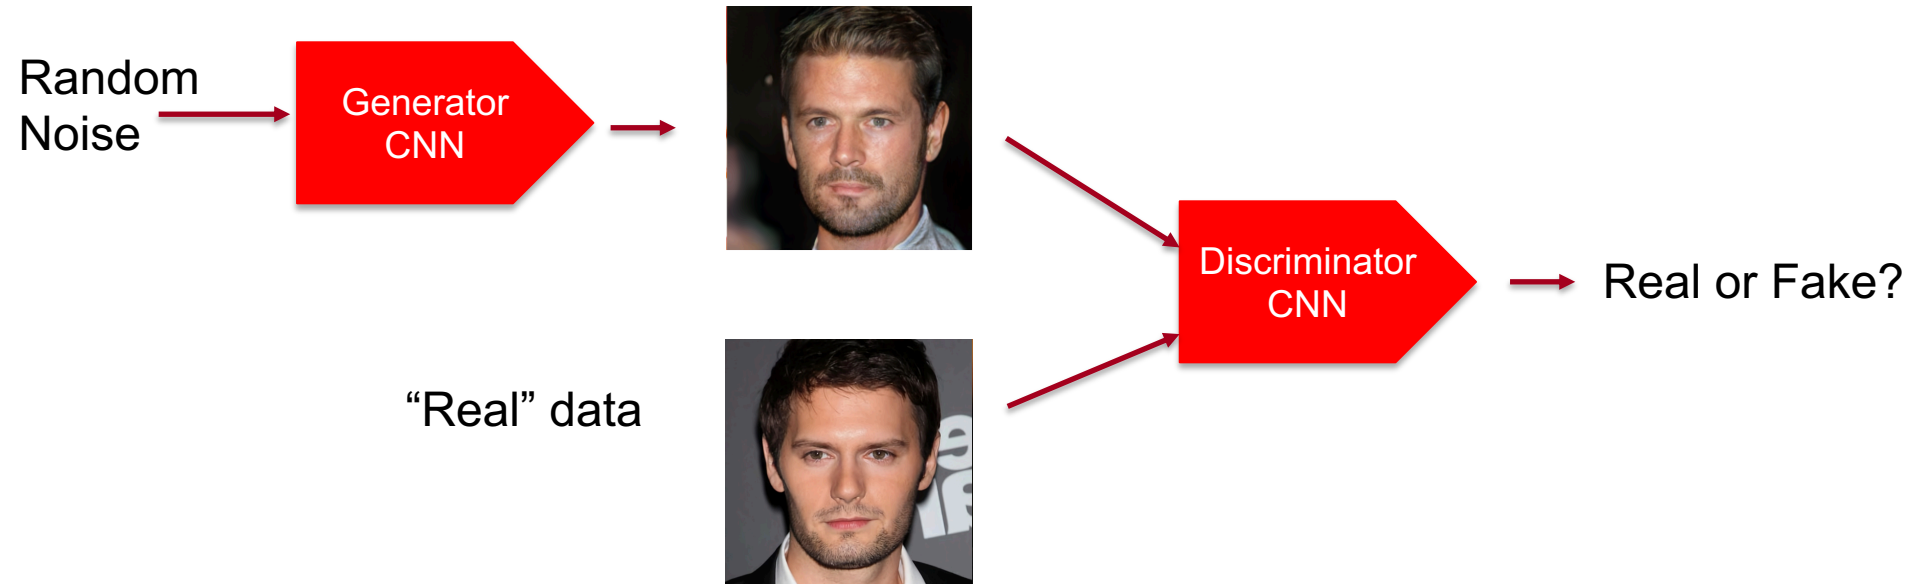 Random
Noise
Generator
CNN
Discriminator
CNN
Real or Fake?
“Real” data